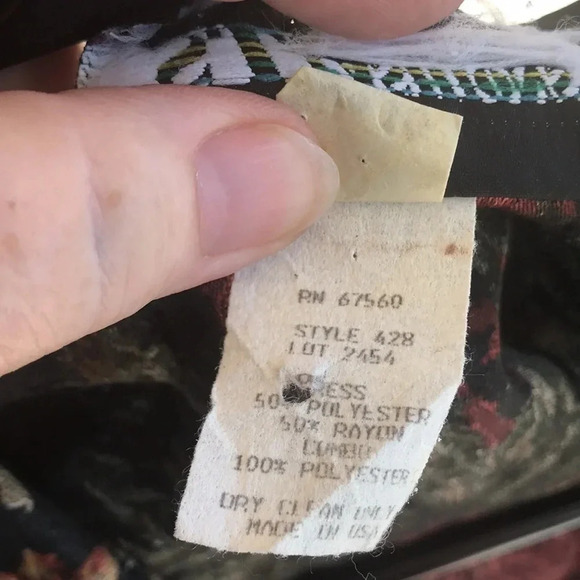 RN 67560
STYLE 428
LOT 2454
DRESS
50% POLYESTER
50% RAYON
COMBO
100% POLYESTER
DRY CLEAN ONLY
MADE IN USA